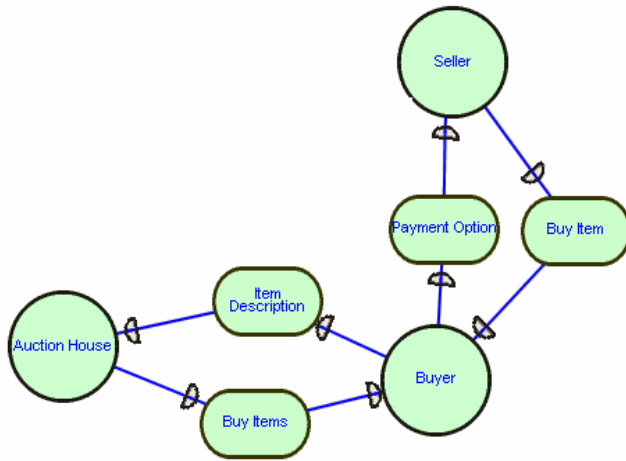 Seller
Payment Option
Buy Item
Item
Description
Auction House
Buyer
Buy Items